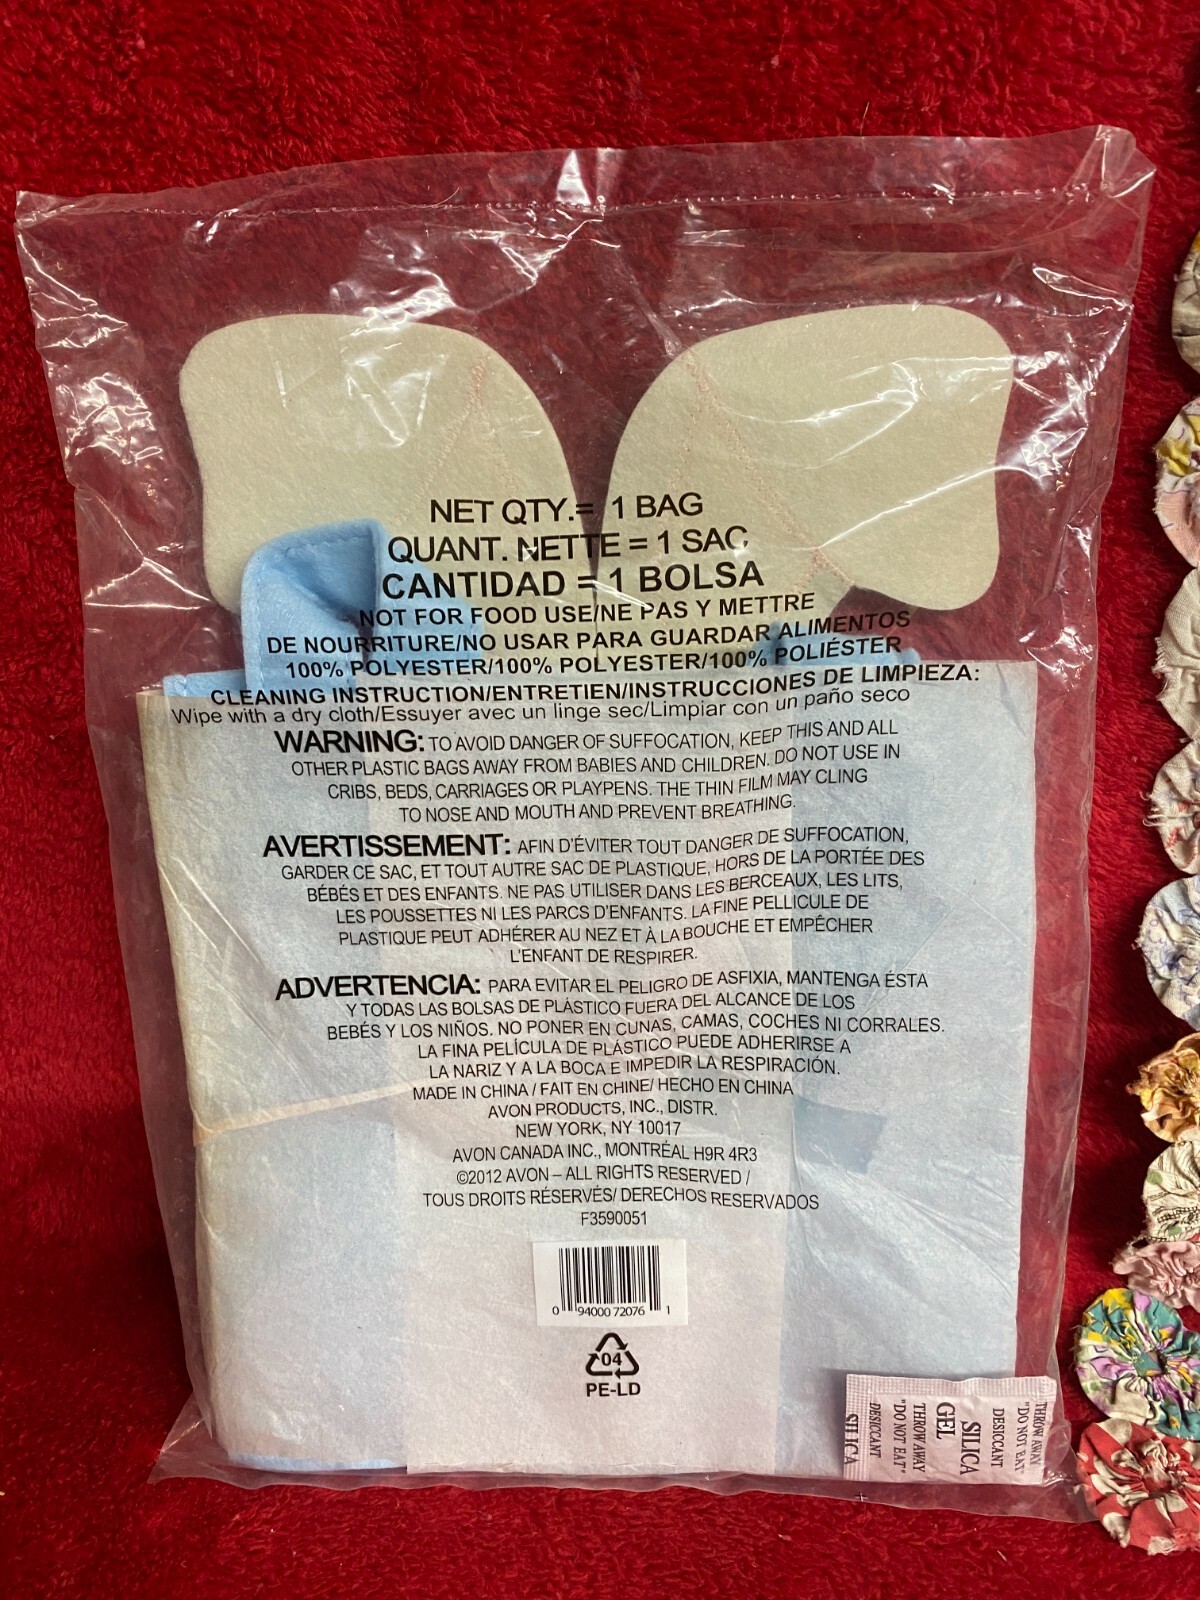 NET QTY.= 1 BAG
QUANT. NETTE = 1 SAC
CANTIDAD = 1 BOLSA
NOT FOR FOOD USE/NE PAS Y METTRE
DE NOURRITURE/NO USAR PARA GUARDAR ALIMENTOS
100% POLYESTER/100% POLYESTER/100% POLIÉSTER
CLEANING INSTRUCTION/ENTRETIEN/INSTRUCCIONES DE LIMPIEZA:
Wipe with a dry cloth/Essuyer avec un linge sec/Limpiar con un paño seco
WARNING: TO AVOID DANGER OF SUFFOCATION, KEEP THIS AND ALL
OTHER PLASTIC BAGS AWAY FROM BABIES AND CHILDREN. DO NOT USE IN
CRIBS, BEDS, CARRIAGES OR PLAYPENS. THE THIN FILM MAY CLING
TO NOSE AND MOUTH AND PREVENT BREATHING.
AVERTISSEMENT: AFIN D'ÉVITER TOUT DANGER DE SUFFOCATION,
GARDER CE SAC, ET TOUT AUTRE SAC DE PLASTIQUE, HORS DE LA PORTÉE DES
BÉBÉS ET DES ENFANTS. NE PAS UTILISER DANS LES BERCEAUX, LES LITS,
LES POUSSETTES NI LES PARCS D'ENFANTS. LA FINE PELLICULE DE
PLASTIQUE PEUT ADHÉRER AU NEZ ET À LA BOUCHE ET EMPÊCHER
L'ENFANT DE RESPIRER.
ADVERTENCIA: PARA EVITAR EL PELIGRO DE ASFIXIA, MANTENGA ÉSTA
Y TODAS LAS BOLSAS DE PLÁSTICO FUERA DEL ALCANCE DE LOS
BEBÉS Y LOS NIÑOS. NO PONER EN CUNAS, CAMAS, COCHES NI CORRALES.
LA FINA PELÍCULA DE PLÁSTICO PUEDE ADHERIRSE A
LA NARIZ Y A LA BOCA E IMPEDIR LA RESPIRACIÓN.
MADE IN CHINA / FAIT EN CHINE/ HECHO EN CHINA
AVON PRODUCTS, INC., DISTR.
NEW YORK, NY 10017
AVON CANADA INC., MONTRÉAL H9R 4R3
©2012 AVON – ALL RIGHTS RESERVED /
TOUS DROITS RÉSERVÉS/ DERECHOS RESERVADOS
F3590051
0 94000 72076 1
04
PE-LD
THROW AWAY
"DO NOT EAT"
DESICCANT
SILICA
GEL
THROW AWAY
"DO NOT EAT"
DESICCANT
SILICA